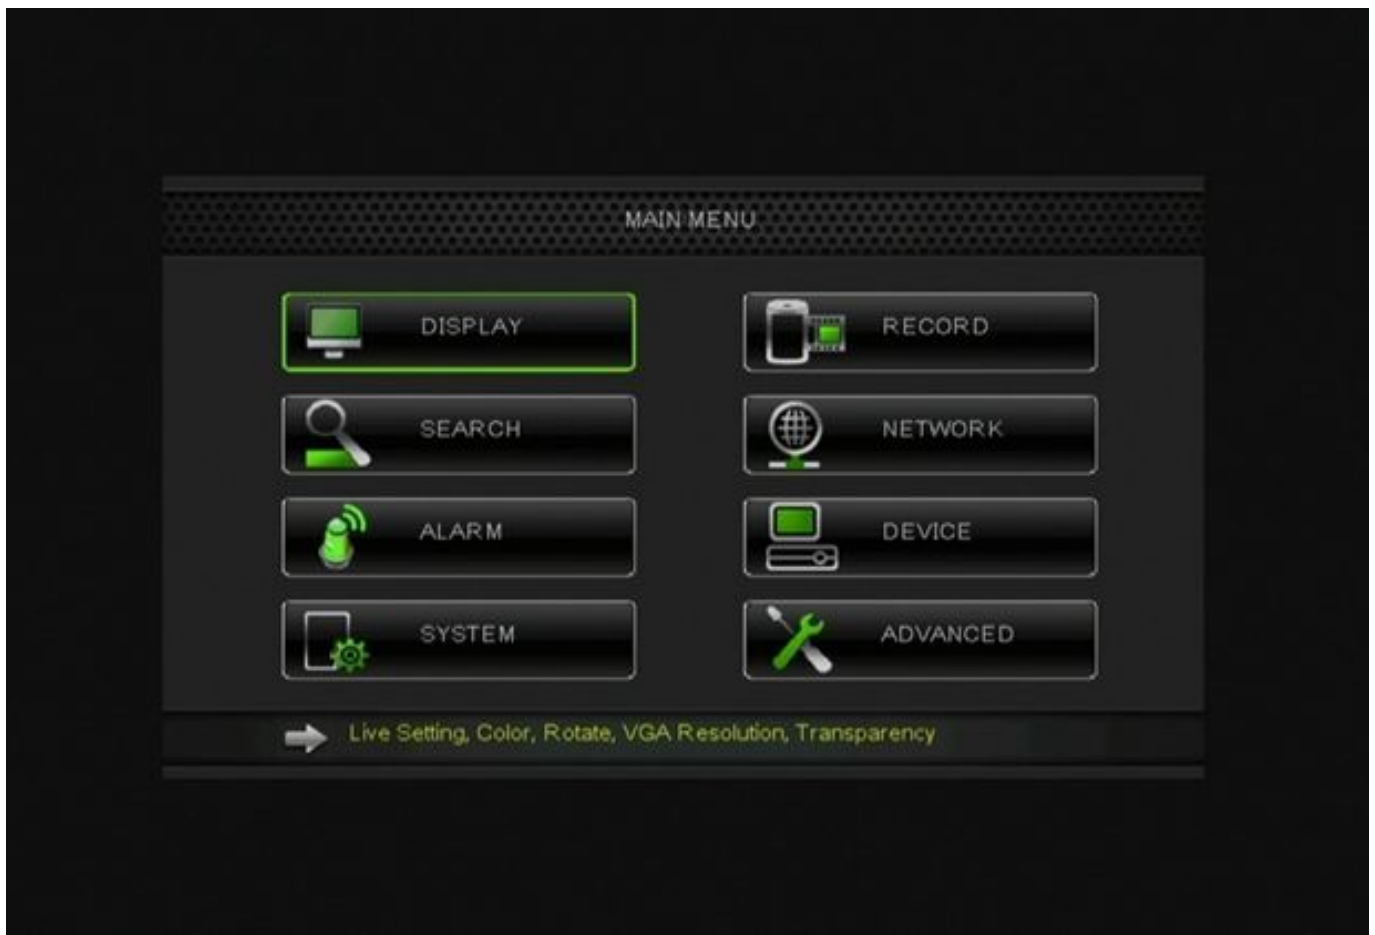 MAIN MENU
DISPLAY
RECORD
SEARCH
NETWORK
ALARM
DEVICE
SYSTEM
ADVANCED
Live Setting, Color, Rotate, VGA Resolution, Transparency